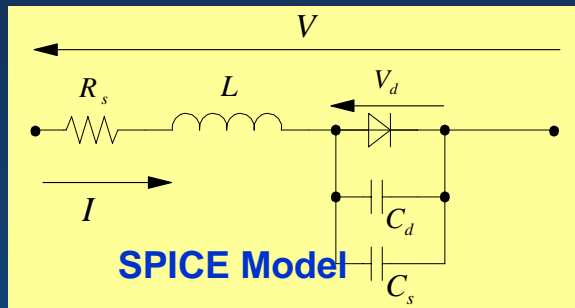 V
R_s
L
V_d
I
C_d
SPICE Model
C_s